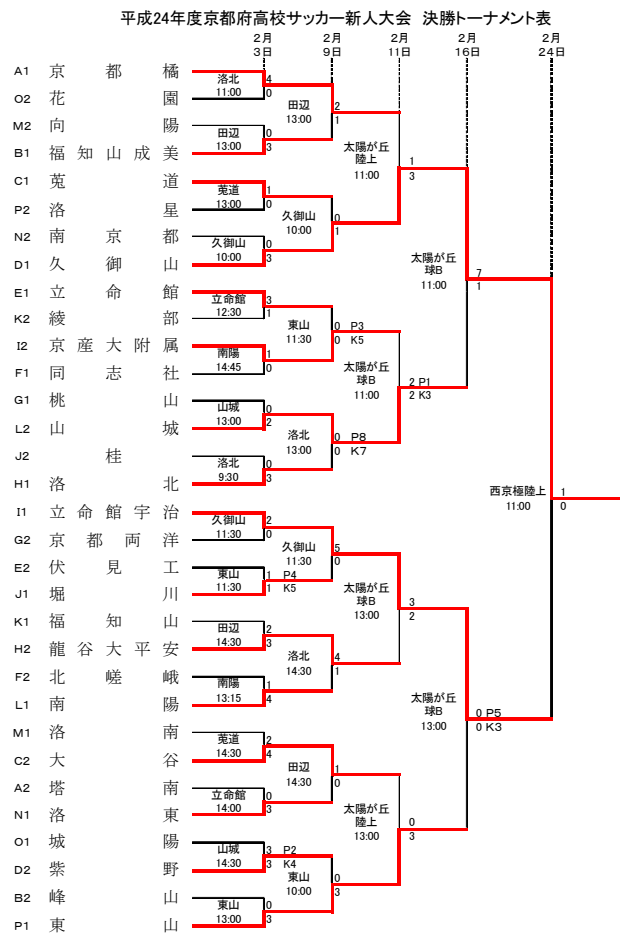 平成24年度京都府高校サッカー新人大会 決勝トーナメント表
2月 2月 2月 2月 2月
3日 9日 11日 16日 24日
A1 京都橘
洛北 4
11:00 0
O2 花園
田辺 2
13:00 1
M2 向陽
田辺 0
13:00 3
B1 福知山成美
太陽が丘
陸上 1
11:00 3
C1 莵道
莵道 1
13:00 0
P2 洛星
久御山 0
10:00 1
N2 南京都
久御山 0
10:00 3
D1 久御山
太陽が丘
球B 7
11:00 1
E1 立命館
立命館 3
12:30 1
K2 綾部
東山 0 P3
11:30 0 K5
I2 京産大附属
南陽 1
14:45 0
F1 同志社
太陽が丘
球B 2 P1
11:00 2 K3
G1 桃山
山城 0
13:00 2
L2 山城
洛北 0 P8
13:00 0 K7
J2 桂
洛北 0
9:30 3
H1 洛北
西京極陸上 1
11:00 0
I1 立命館宇治
久御山 2
11:30 0
G2 京都両洋
久御山 5
11:30 0
E2 伏見工
東山 1 P4
11:30 1 K5
J1 堀川
太陽が丘
球B 3
13:00 2
K1 福知山
田辺 2
14:30 3
H2 龍谷大平安
洛北 4
14:30 1
F2 北嵯峨
南陽 1
13:15 4
L1 南陽
太陽が丘
球B 0 P5
13:00 0 K3
M1 洛南
莵道 2
14:30 4
C2 大谷
田辺 1
14:30 0
A2 塔南
立命館 0
14:00 3
N1 洛東
太陽が丘
陸上 0
13:00 3
O1 城陽
山城 3 P2
14:30 3 K4
D2 紫野
東山 0
10:00 3
B2 峰山
東山 0
13:00 3
P1 東山